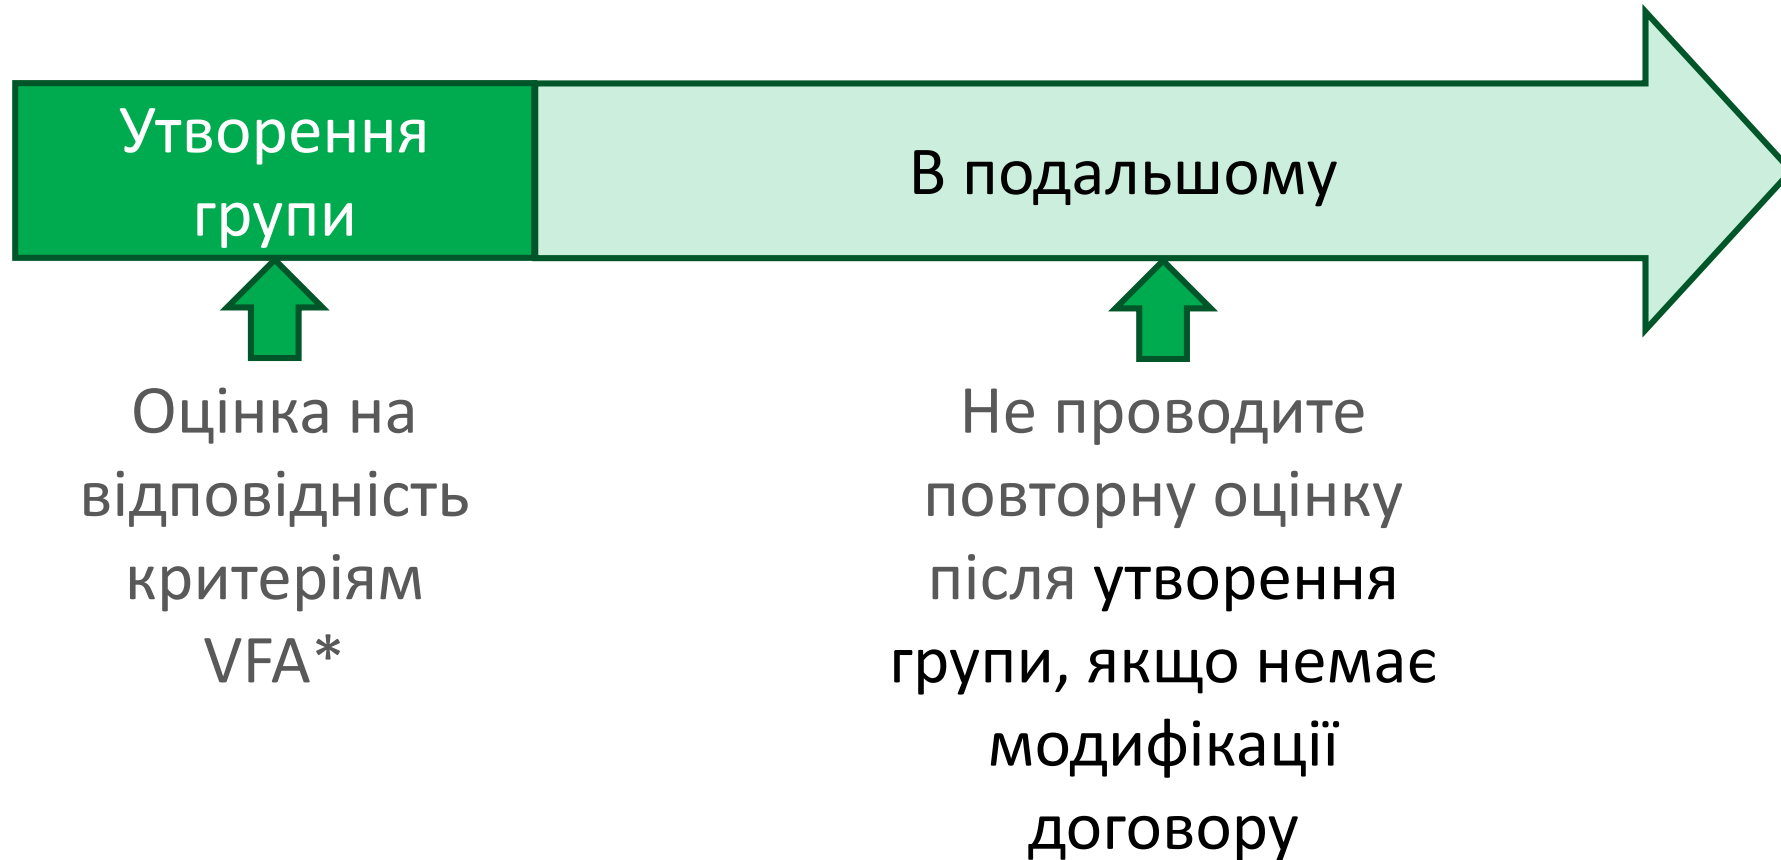 Утворення
групи
В подальшому
Оцінка на
відповідність
критеріям
VFA*
Не проводите
повторну оцінку
після утворення
групи, якщо немає
модифікації
договору